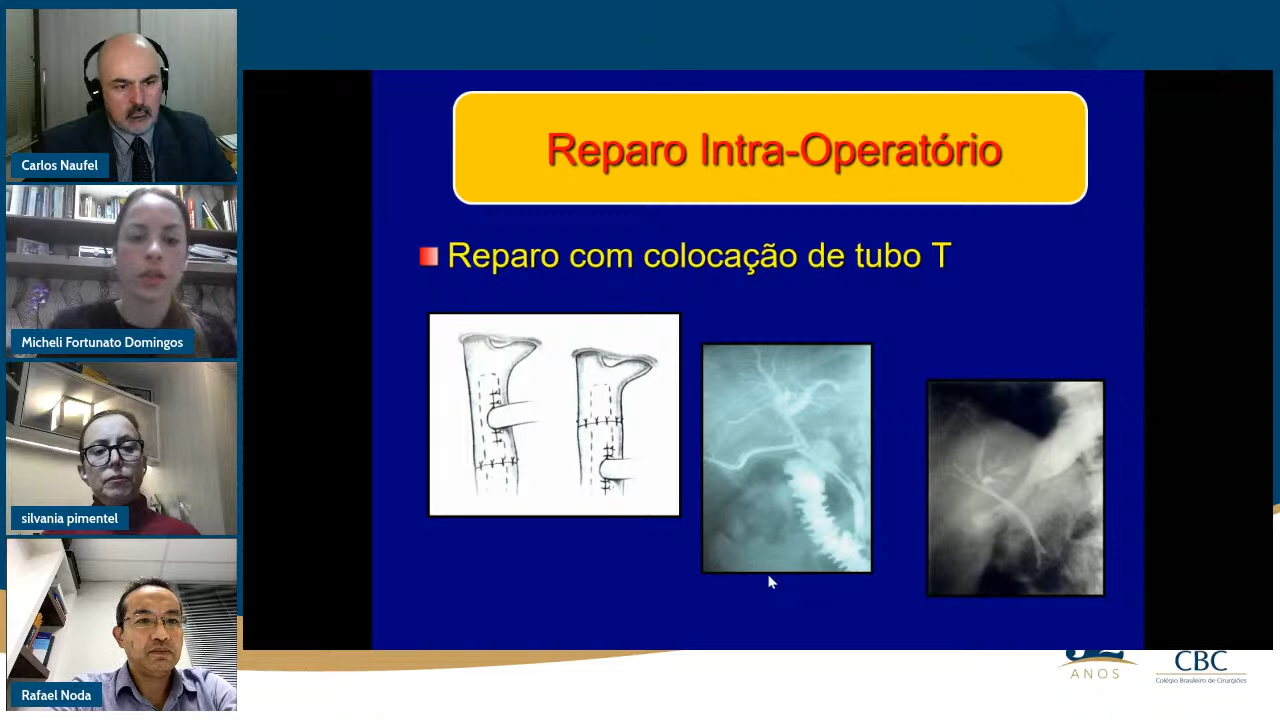 Carlos Naufel
Micheli Fortunato Domingos
silvania pimentel
Rafael Noda
Reparo Intra-Operatório
Reparo com colocação de tubo T
ANOS
CBC
Colégio Brasileiro de Cirurgiões